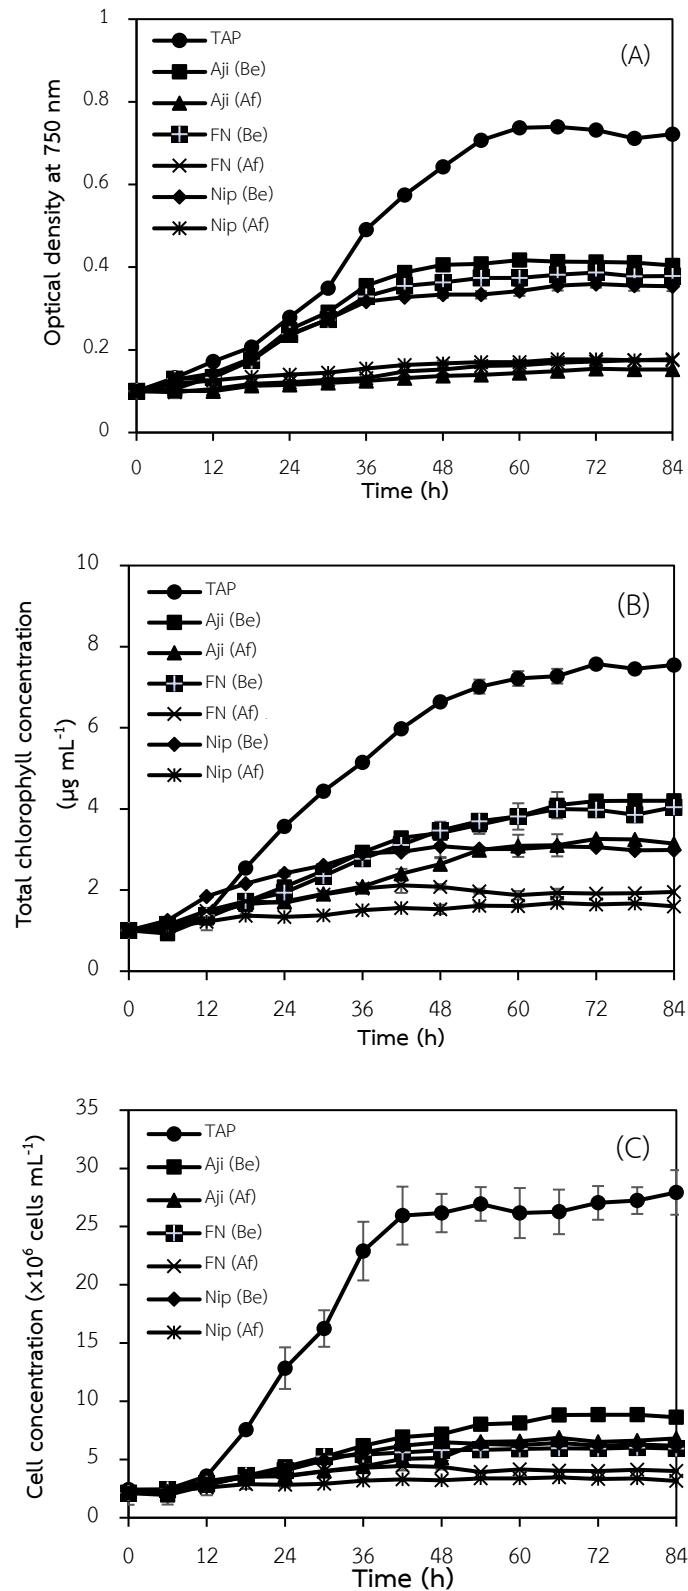 1
0.8
0.6
0.4
0.2
0
Optical density at 750 nm
TAP
Aji (Be)
Aji (Af)
FN (Be)
FN (Af)
Nip (Be)
Nip (Af)
(A)
0 12 24 36 48 60 72 84
Time (h)
10
8
6
4
2
0
Total chlorophyll concentration
(µg mL⁻¹)
TAP
Aji (Be)
Aji (Af)
FN (Be)
FN (Af)
Nip (Be)
Nip (Af)
(B)
0 12 24 36 48 60 72 84
Time (h)
35
30
25
20
15
10
5
0
Cell concentration (×10⁶ cells mL⁻¹)
TAP
Aji (Be)
Aji (Af)
FN (Be)
FN (Af)
Nip (Be)
Nip (Af)
(C)
0 12 24 36 48 60 72 84
Time (h)